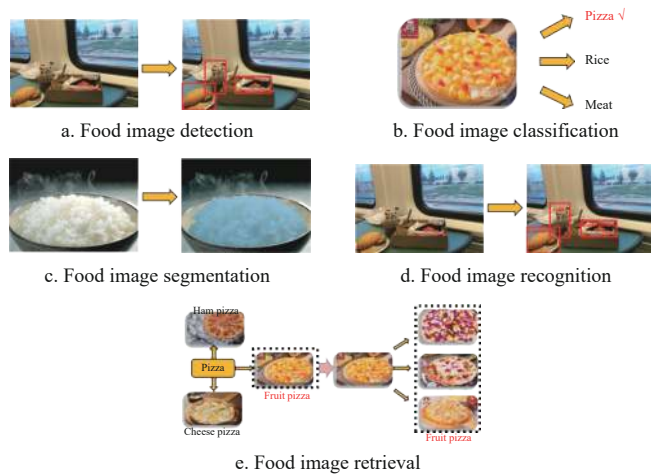 Pizza √
Rice
Meat
a. Food image detection
b. Food image classification
c. Food image segmentation
d. Food image recognition
Ham pizza
Pizza
Fruit pizza
Cheese pizza
Fruit pizza
e. Food image retrieval